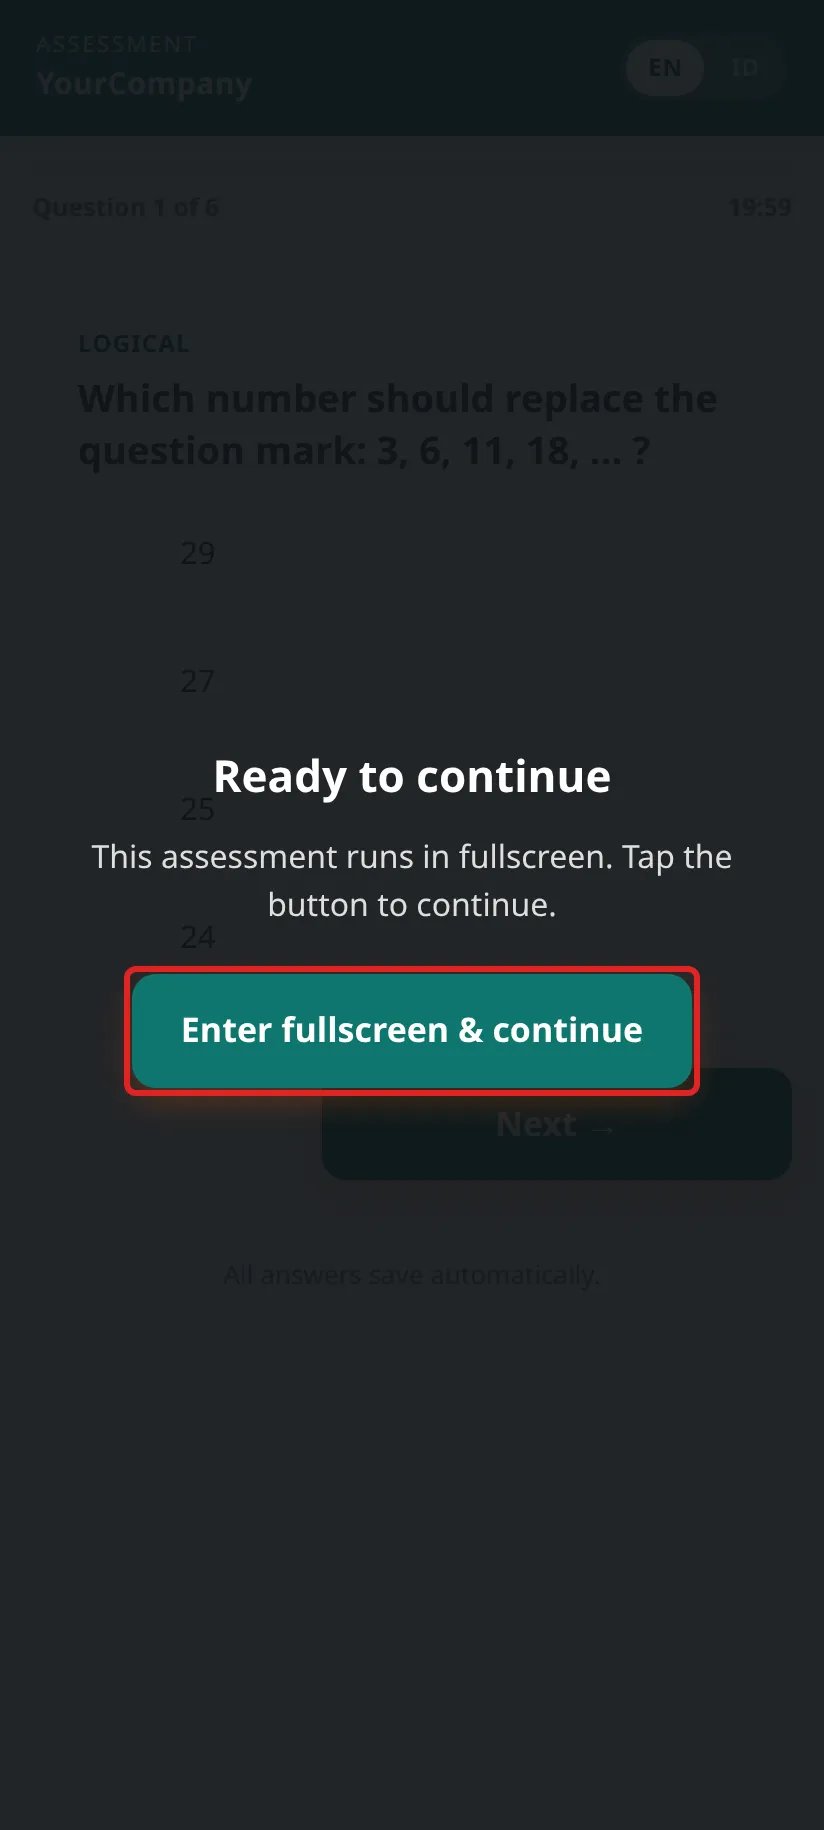 ASSESSMENT
YourCompany
EN ID
Question 1 of 6 19:59
LOGICAL
Which number should replace the
question mark: 3, 6, 11, 18, ... ?
29
27
Ready to continue
25
This assessment runs in fullscreen. Tap the
button to continue.
24
Enter fullscreen & continue
Next →
All answers save automatically.